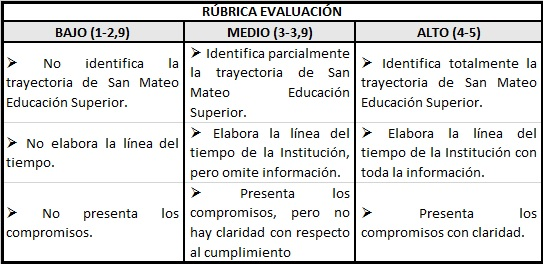 RÚBRICA EVALUACIÓN
BAJO (1-2,9)
MEDIO (3-3,9)
ALTO (4-5)
➤ No identifica la
trayectoria de San Mateo
Educación Superior.
➤ Identifica parcialmente
la trayectoria de San
Mateo Educación
Superior.
➤ Identifica totalmente la
trayectoria de San Mateo
Educación Superior.
➤ No elabora la línea del
tiempo.
➤ Elabora la línea del
tiempo de la Institución,
pero omite información.
➤ Elabora la línea del
tiempo de la Institución con
toda la información.
➤ No presenta los
compromisos.
➤ Presenta los
compromisos, pero no
hay claridad con respecto
al cumplimiento
➤ Presenta los
compromisos con claridad.